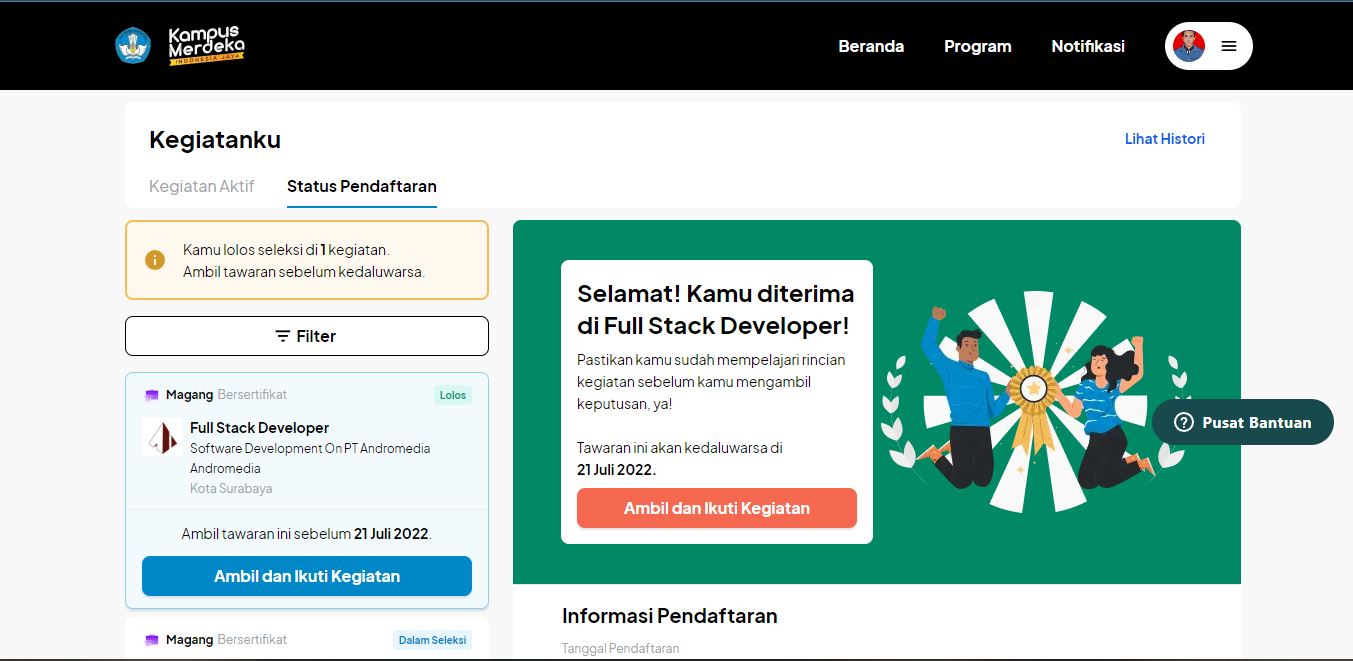 Kampus
Merdeka
INDONESIA JAYA
Beranda
Program
Notifikasi
Kegiatanku
Lihat Histori
Kegiatan Aktif
Status Pendaftaran
Kamu lolos seleksi di 1 kegiatan.
Ambil tawaran sebelum kedaluwarsa.
Filter
Magang Bersertifikat
Lolos
Full Stack Developer
Software Development On PT Andromedia
Andromedia
Kota Surabaya
Ambil tawaran ini sebelum 21 Juli 2022.
Ambil dan Ikuti Kegiatan
Magang Bersertifikat
Dalam Seleksi
Selamat! Kamu diterima
di Full Stack Developer!
Pastikan kamu sudah mempelajari rincian
kegiatan sebelum kamu mengambil
keputusan, ya!
Tawaran ini akan kedaluwarsa di
21 Juli 2022.
Ambil dan Ikuti Kegiatan
Pusat Bantuan
Informasi Pendaftaran
Tanggal Pendaftaran